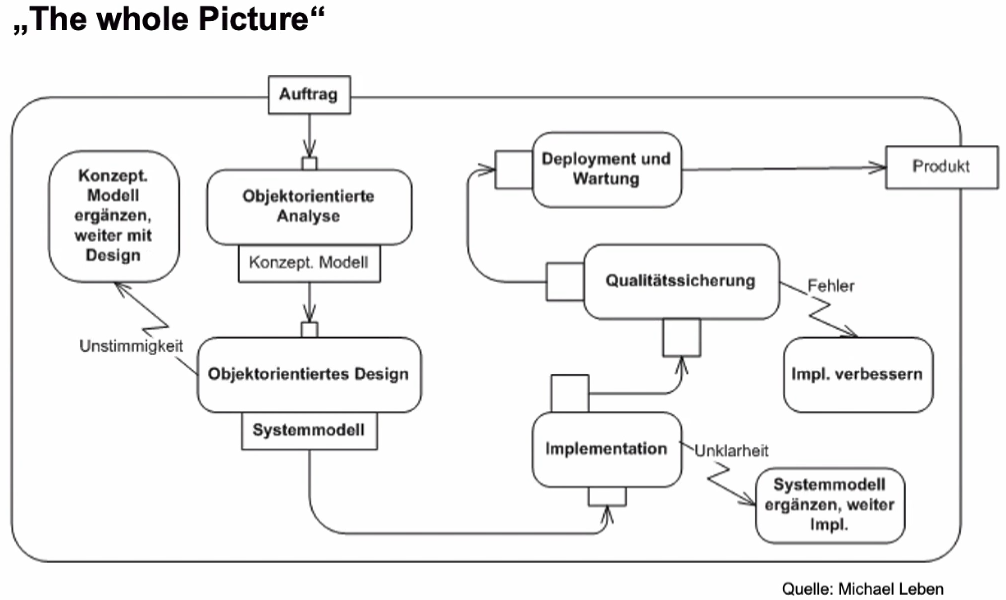 „The whole Picture“
Auftrag
Konzept.
Modell
ergänzen,
weiter mit
Design
Objektorientierte
Analyse
Konzept. Modell
Unstimmigkeit
Objektorientiertes Design
Systemmodell
Deployment und
Wartung
Produkt
Qualitätssicherung
Fehler
Impl. verbessern
Implementation
Unklarheit
Systemmodell
ergänzen, weiter
Impl.
Quelle: Michael Leben